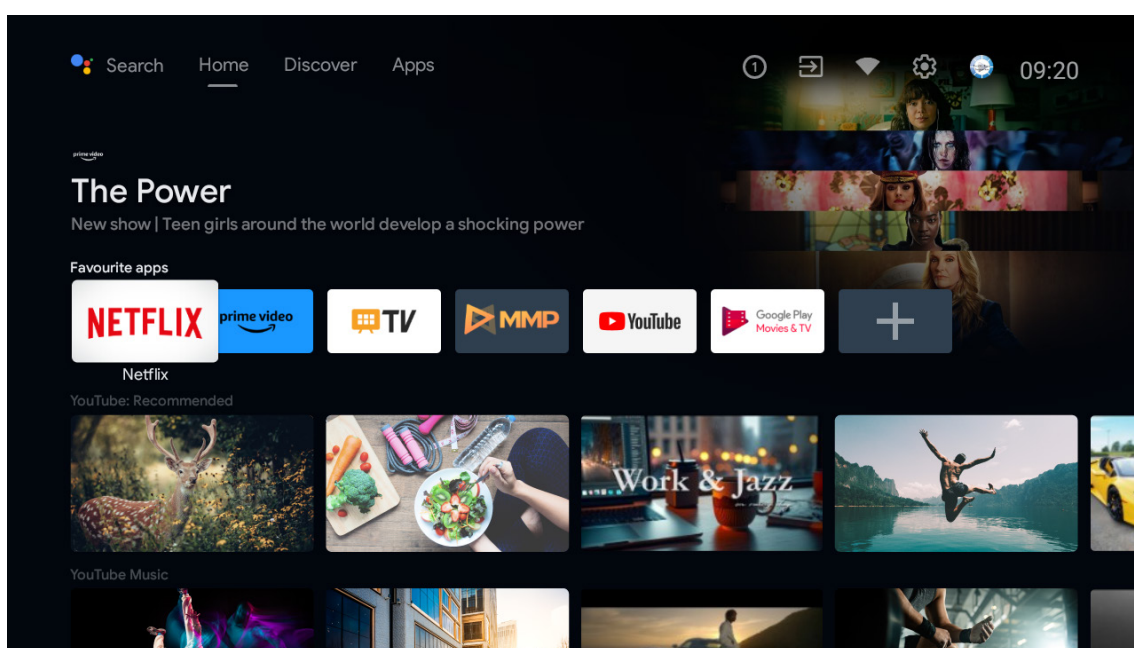 Search Home Discover Apps 1 09:20
prime video
The Power
New show | Teen girls around the world develop a shocking power
Favourite apps
NETFLIX prime video TV MMP YouTube Google Play Movies & TV
Netflix
YouTube: Recommended
Work & Jazz
YouTube Music